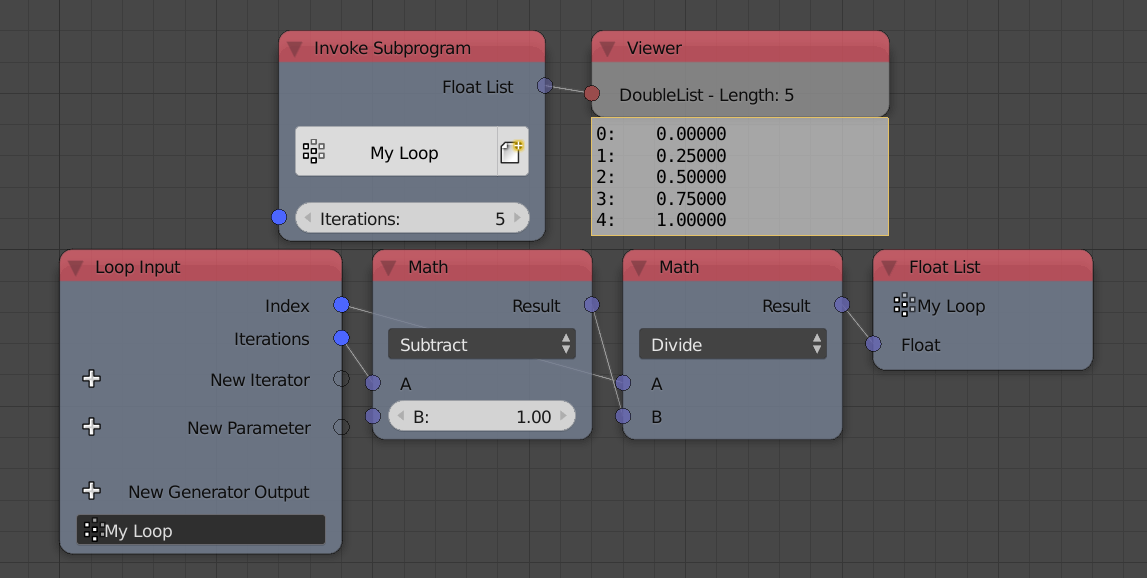 Invoke Subprogram
Float List
My Loop
Iterations: 5
Viewer
DoubleList - Length: 5
0: 0.00000
1: 0.25000
2: 0.50000
3: 0.75000
4: 1.00000
Loop Input
Index
Iterations
New Iterator
New Parameter
New Generator Output
My Loop
Math
Result
Subtract
A
B: 1.00
Math
Result
Divide
A
B
Float List
My Loop
Float